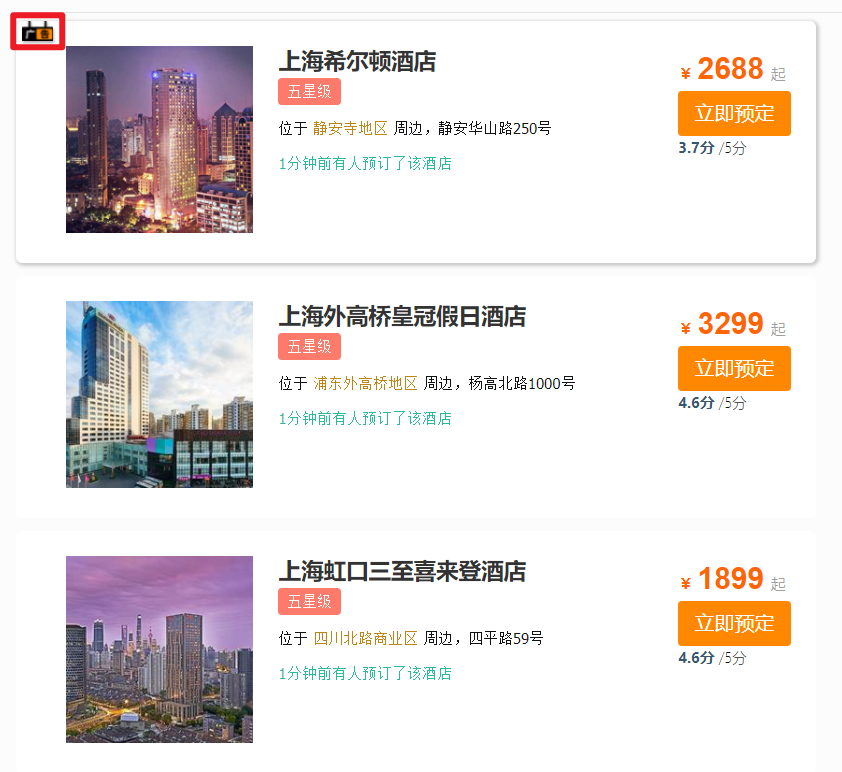 广告
上海希尔顿酒店
五星级
位于 静安寺地区 周边，静安华山路250号
1分钟前有人预订了该酒店
￥ 2688 起
立即预定
3.7分 /5分
上海外高桥皇冠假日酒店
五星级
位于 浦东外高桥地区 周边，杨高北路1000号
1分钟前有人预订了该酒店
￥ 3299 起
立即预定
4.6分 /5分
上海虹口三至喜来登酒店
五星级
位于 四川北路商业区 周边，四平路59号
1分钟前有人预订了该酒店
￥ 1899 起
立即预定
4.6分 /5分